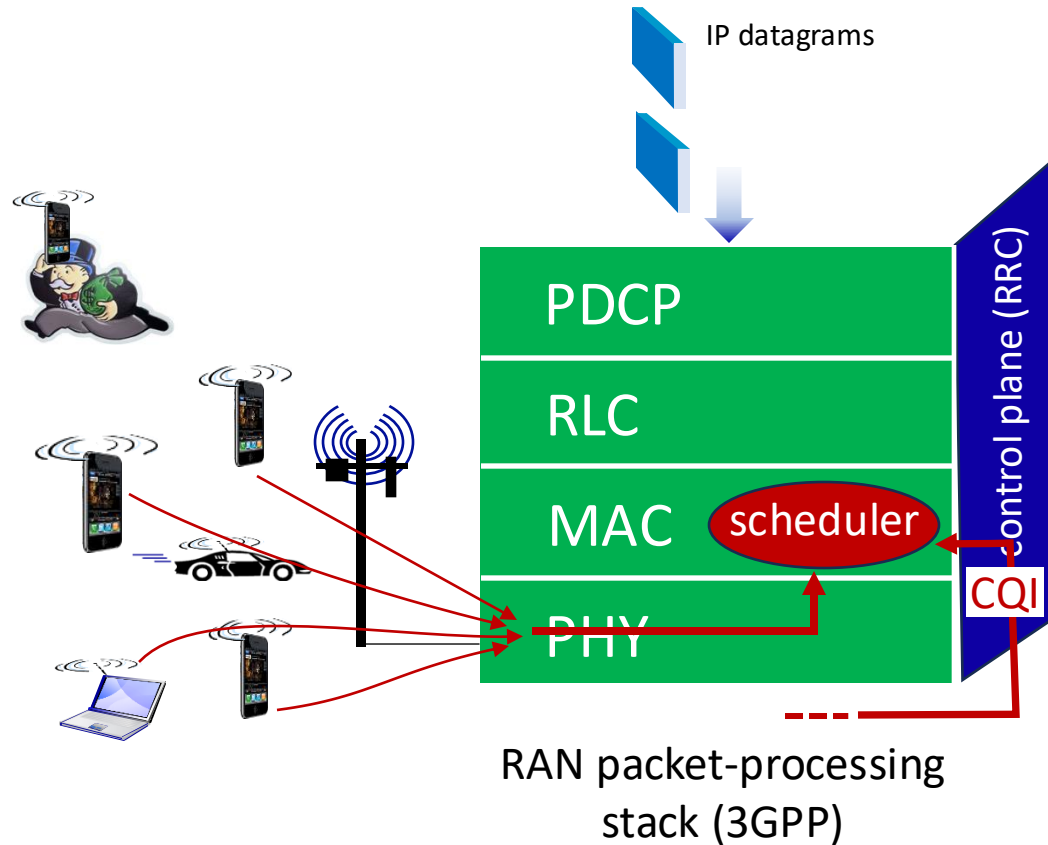 IP datagrams
PDCP
RLC
MAC
scheduler
PHY
control plane (RRC)
CQI
RAN packet-processing
stack (3GPP)